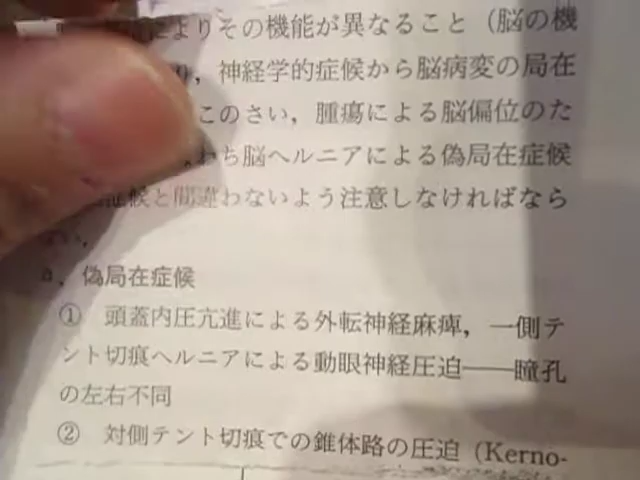 よりその機能が異なること（脳の機
り，神経学的症候から脳病変の局在
このさい，腫瘍による脳偏位のた
わち脳ヘルニアによる偽局在症候
症候と間違わないよう注意しなければなら
ない．
a．偽局在症候
① 頭蓋内圧亢進による外転神経麻痺，一側テ
ント切痕ヘルニアによる動眼神経圧迫——瞳孔
の左右不同
② 対側テント切痕での錐体路の圧迫（Kerno-